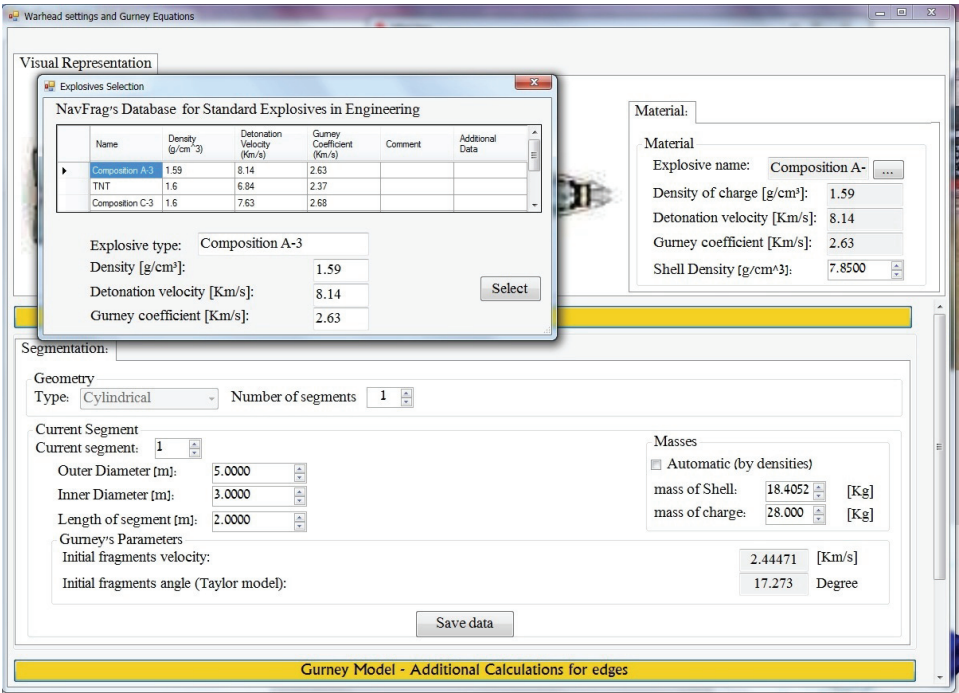 Warhead settings and Gurney Equations
Visual Representation
Explosives Selection
NavFrag's Database for Standard Explosives in Engineering
Name Density (g/cm^3) Detonation Velocity (Km/s) Gurney Coefficient (Km/s) Comment Additional Data
Composition A-3 1.59 8.14 2.63
TNT 1.6 6.84 2.37
Composition C-3 1.6 7.63 2.68
Explosive type: Composition A-3
Density [g/cm³]: 1.59
Detonation velocity [Km/s]: 8.14
Gurney coefficient [Km/s]: 2.63
Select
Material:
Material
Explosive name: Composition A- ...
Density of charge [g/cm³]: 1.59
Detonation velocity [Km/s]: 8.14
Gurney coefficient [Km/s]: 2.63
Shell Density [g/cm^3]: 7.8500
Segmentation:
Geometry
Type: Cylindrical Number of segments 1
Current Segment
Current segment: 1
Outer Diameter [m]: 5.0000
Inner Diameter [m]: 3.0000
Length of segment [m]: 2.0000
Masses
Automatic (by densities)
mass of Shell: 18.4052 [Kg]
mass of charge: 28.000 [Kg]
Gurney's Parameters
Initial fragments velocity: 2.44471 [Km/s]
Initial fragments angle (Taylor model): 17.273 Degree
Save data
Gurney Model - Additional Calculations for edges